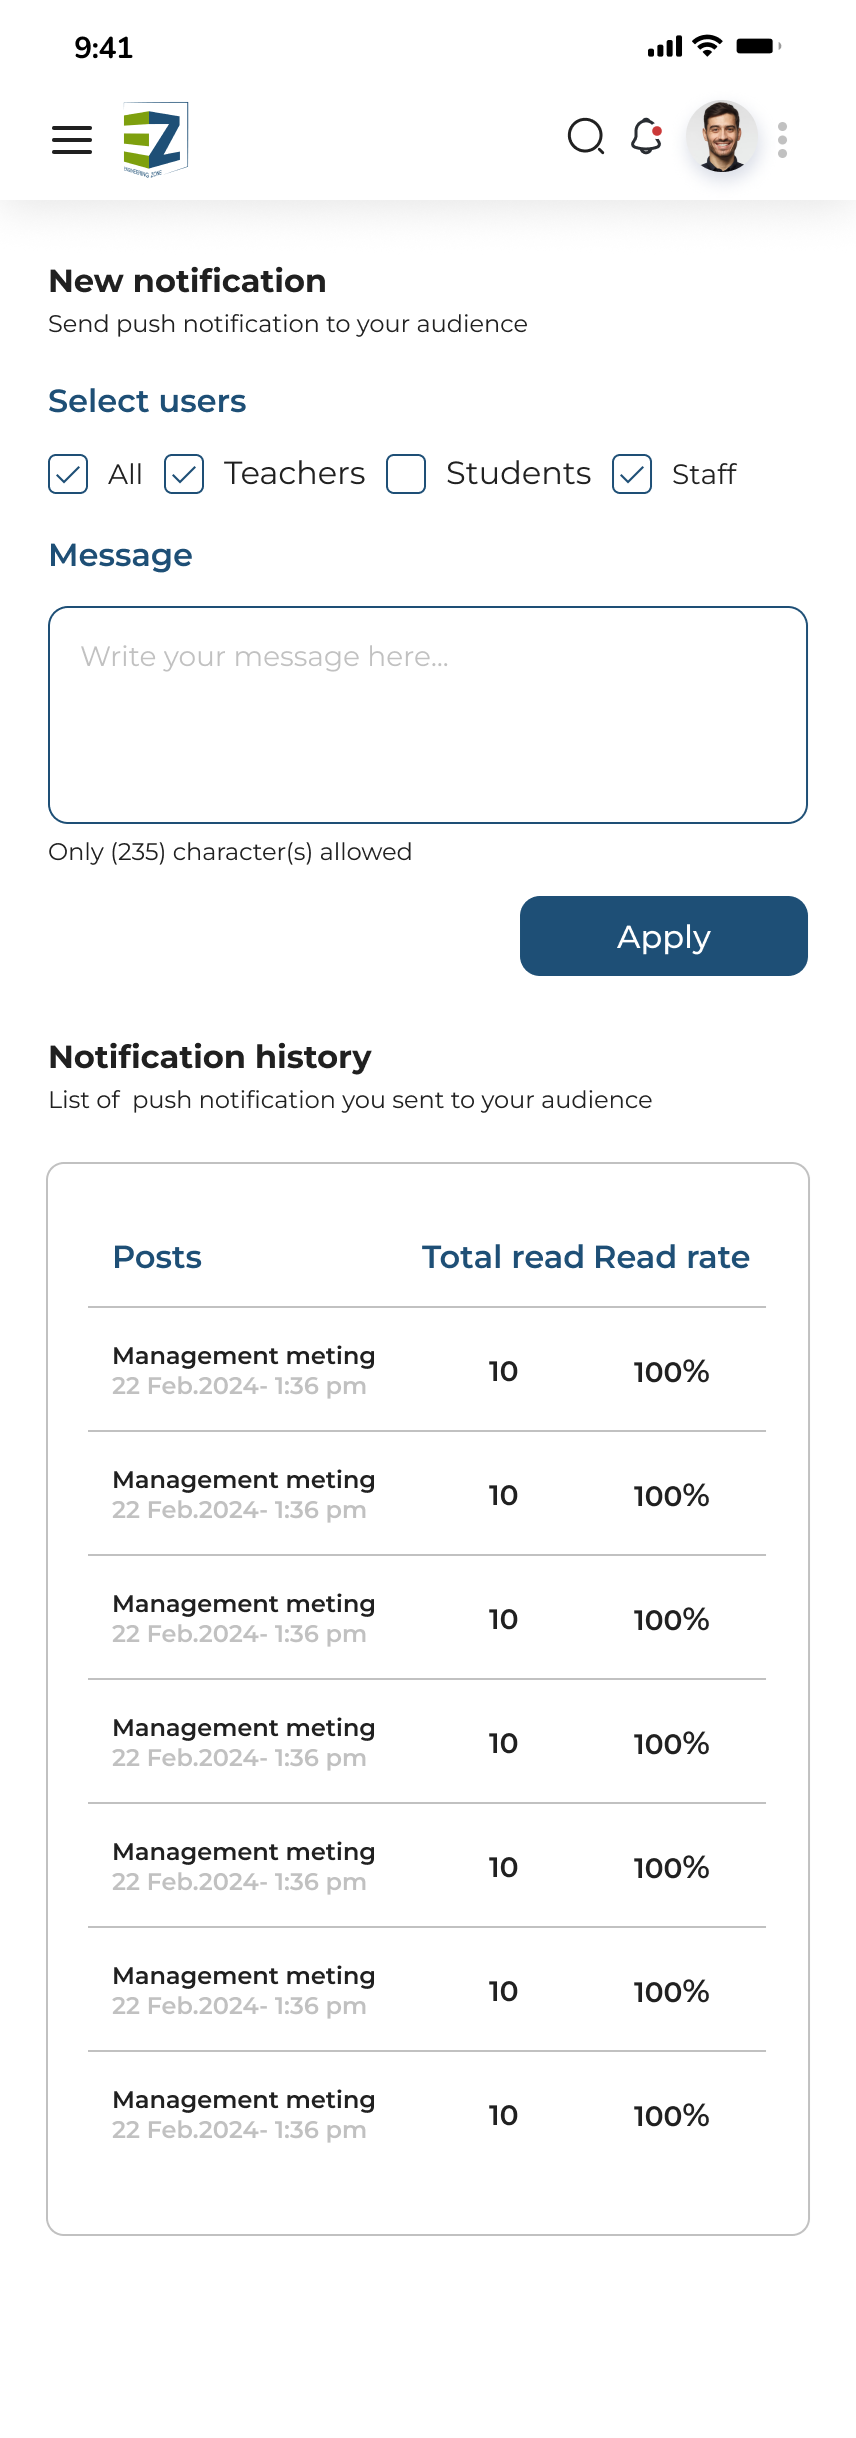 9:41
EZ
ENGINEERING ZONE
New notification
Send push notification to your audience
Select users
All Teachers Students Staff
Message
Write your message here...
Only (235) character(s) allowed
Apply
Notification history
List of  push notification you sent to your audience
Posts Total read Read rate
Management meting
22 Feb.2024- 1:36 pm
10 100%
Management meting
22 Feb.2024- 1:36 pm
10 100%
Management meting
22 Feb.2024- 1:36 pm
10 100%
Management meting
22 Feb.2024- 1:36 pm
10 100%
Management meting
22 Feb.2024- 1:36 pm
10 100%
Management meting
22 Feb.2024- 1:36 pm
10 100%
Management meting
22 Feb.2024- 1:36 pm
10 100%